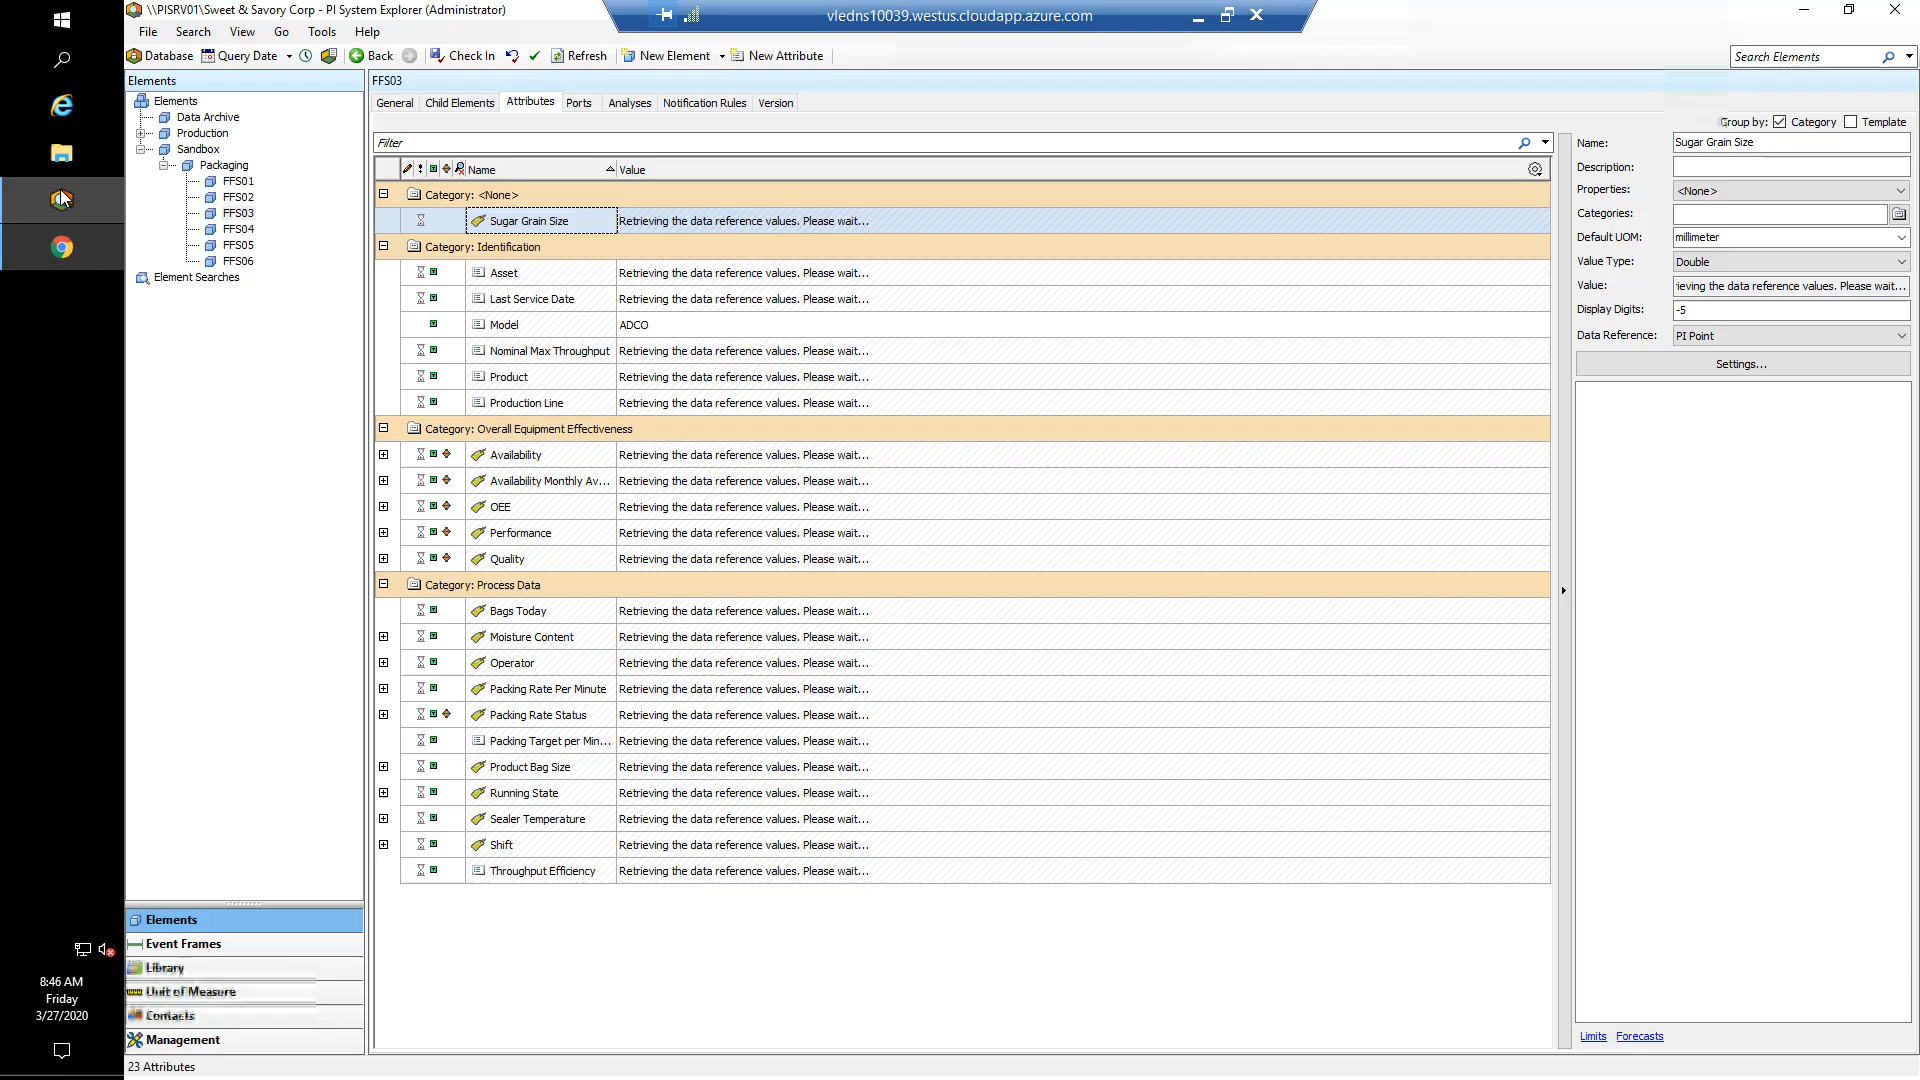 \\PISRV01\Sweet & Savory Corp - PI System Explorer (Administrator)
vledns10039.westus.cloudapp.azure.com
File Search View Go Tools Help
Database Query Date Back Check In Refresh New Element New Attribute
Search Elements
Elements
Elements
Data Archive
Production
Sandbox
Packaging
FFS01
FFS02
FFS03
FFS04
FFS05
FFS06
Element Searches
FFS03
General Child Elements Attributes Ports Analyses Notification Rules Version
Group by: Category Template
Filter
Name Value
Category: <None>
Sugar Grain Size Retrieving the data reference values. Please wait...
Category: Identification
Asset Retrieving the data reference values. Please wait...
Last Service Date Retrieving the data reference values. Please wait...
Model ADCO
Nominal Max Throughput Retrieving the data reference values. Please wait...
Product Retrieving the data reference values. Please wait...
Production Line Retrieving the data reference values. Please wait...
Category: Overall Equipment Effectiveness
Availability Retrieving the data reference values. Please wait...
Availability Monthly Av... Retrieving the data reference values. Please wait...
OEE Retrieving the data reference values. Please wait...
Performance Retrieving the data reference values. Please wait...
Quality Retrieving the data reference values. Please wait...
Category: Process Data
Bags Today Retrieving the data reference values. Please wait...
Moisture Content Retrieving the data reference values. Please wait...
Operator Retrieving the data reference values. Please wait...
Packing Rate Per Minute Retrieving the data reference values. Please wait...
Packing Rate Status Retrieving the data reference values. Please wait...
Packing Target per Min... Retrieving the data reference values. Please wait...
Product Bag Size Retrieving the data reference values. Please wait...
Running State Retrieving the data reference values. Please wait...
Sealer Temperature Retrieving the data reference values. Please wait...
Shift Retrieving the data reference values. Please wait...
Throughput Efficiency Retrieving the data reference values. Please wait...
Name: Sugar Grain Size
Description:
Properties: <None>
Categories:
Default UOM: millimeter
Value Type: Double
Value: ieving the data reference values. Please wait...
Display Digits: -5
Data Reference: PI Point
Settings...
Limits Forecasts
Elements
Event Frames
Library
Unit of Measure
Contacts
Management
23 Attributes
8:46 AM
Friday
3/27/2020